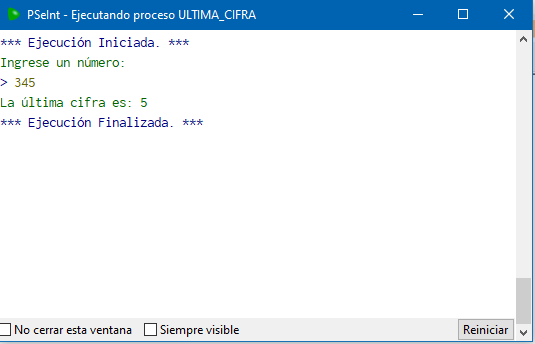 PSeInt - Ejecutando proceso ULTIMA_CIFRA
*** Ejecución Iniciada. ***
Ingrese un número:
> 345
La última cifra es: 5
*** Ejecución Finalizada. ***
No cerrar esta ventana
Siempre visible
Reiniciar